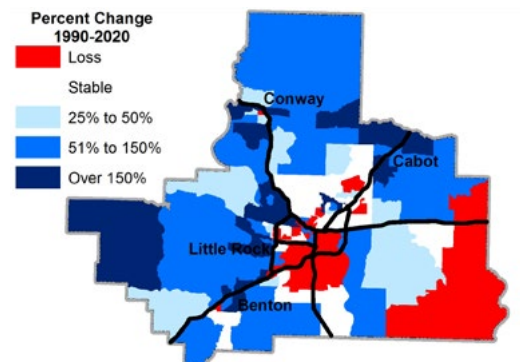 Percent Change
1990-2020
Loss
Stable
25% to 50%
51% to 150%
Over 150%
Conway
Cabot
Little Rock
Benton